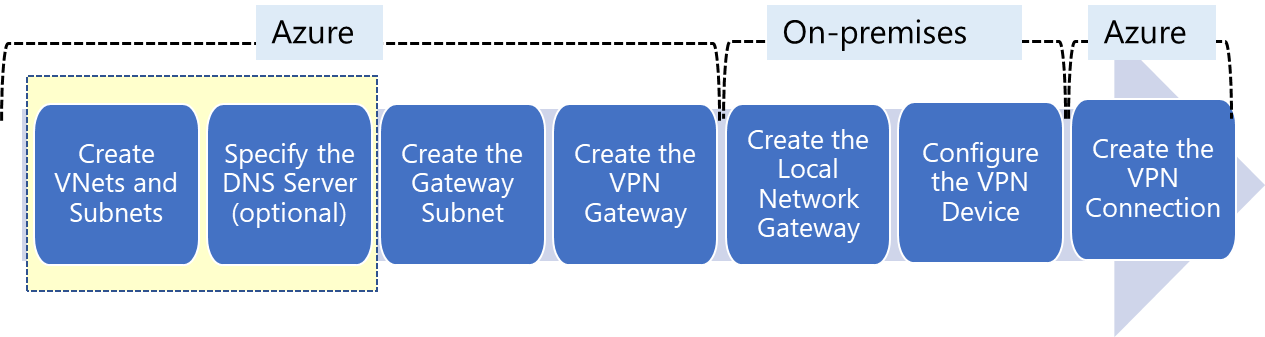 Azure
On-premises
Azure
Create
VNets and
Subnets
Specify the
DNS Server
(optional)
Create the
Gateway
Subnet
Create the
VPN
Gateway
Create the
Local
Network
Gateway
Configure
the VPN
Device
Create the
VPN
Connection